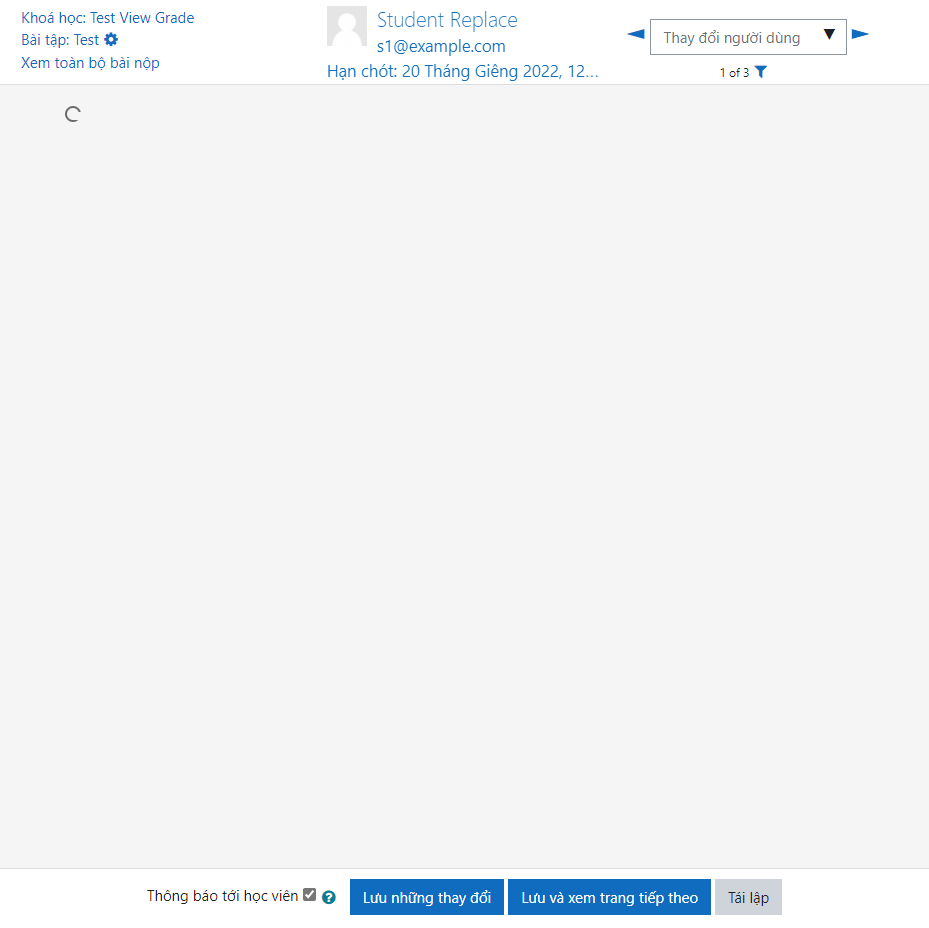 Khoá học: Test View Grade
Bài tập: Test
Xem toàn bộ bài nộp
Student Replace
s1@example.com
Hạn chót: 20 Tháng Giêng 2022, 12...
Thay đổi người dùng
1 of 3
Thông báo tới học viên
Lưu những thay đổi
Lưu và xem trang tiếp theo
Tái lập